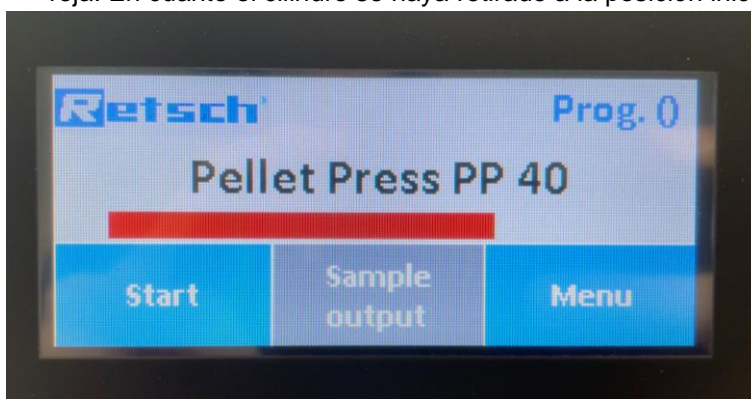 Retsch
Prog. 0
Pellet Press PP 40
Start
Sample
output
Menu